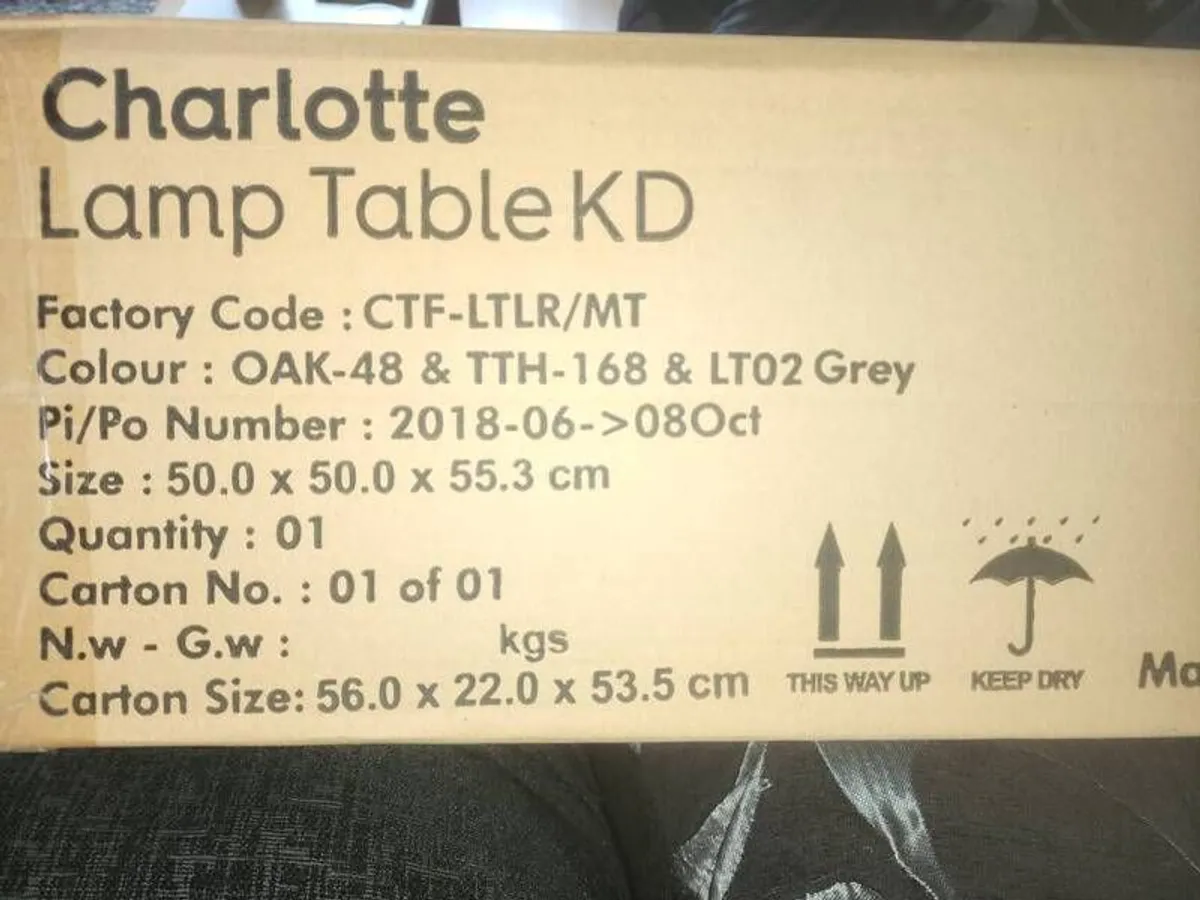 Charlotte
Lamp Table KD
Factory Code : CTF-LTLR/MT
Colour : OAK-48 & TTH-168 & LT02 Grey
Pi/Po Number : 2018-06->08Oct
Size : 50.0 x 50.0 x 55.3 cm
Quantity : 01
Carton No. : 01 of 01
N.w - G.w : kgs
Carton Size: 56.0 x 22.0 x 53.5 cm
THIS WAY UP
KEEP DRY